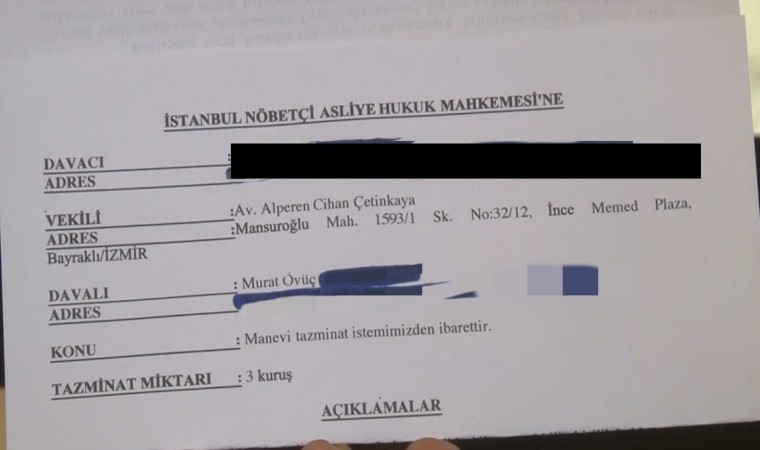 İSTANBUL NÖBETÇİ ASLİYE HUKUK MAHKEMESİ'NE
DAVACI :
ADRES
VEKİLİ :Av. Alperen Cihan Çetinkaya
ADRES :Mansuroğlu Mah. 1593/1 Sk. No:32/12, İnce Memed Plaza,
Bayraklı/İZMİR
DAVALI : Murat Övüç
ADRES :
KONU : Manevi tazminat istemimizden ibarettir.
TAZMİNAT MİKTARI : 3 kuruş
AÇIKLAMALAR